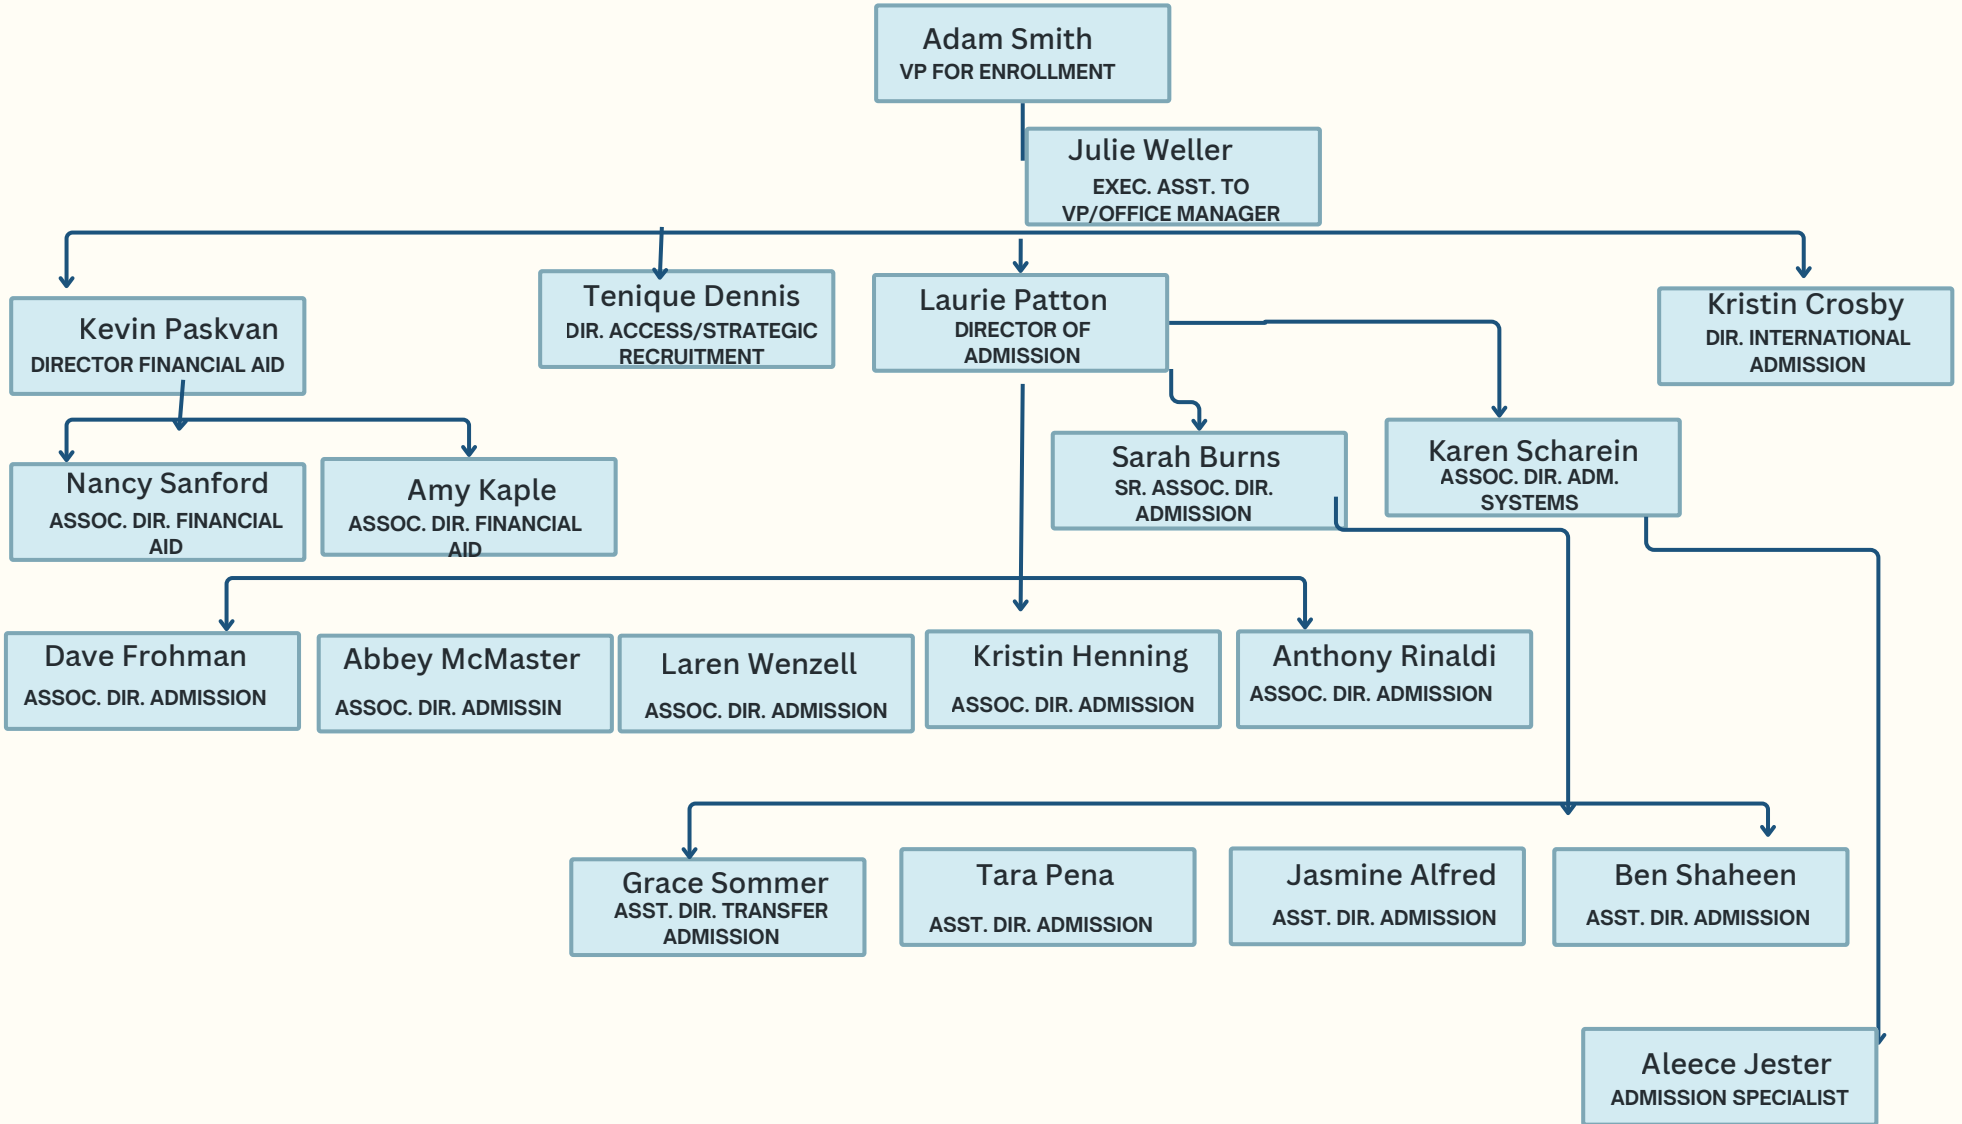 Adam Smith
VP FOR ENROLLMENT
Julie Weller
EXEC. ASST. TO
VP/OFFICE MANAGER
Kevin Paskvan
DIRECTOR FINANCIAL AID
Tenique Dennis
DIR. ACCESS/STRATEGIC
RECRUITMENT
Laurie Patton
DIRECTOR OF
ADMISSION
Kristin Crosby
DIR. INTERNATIONAL
ADMISSION
Nancy Sanford
ASSOC. DIR. FINANCIAL
AID
Amy Kaple
ASSOC. DIR. FINANCIAL
AID
Sarah Burns
SR. ASSOC. DIR.
ADMISSION
Karen Scharein
ASSOC. DIR. ADM.
SYSTEMS
Dave Frohman
ASSOC. DIR. ADMISSION
Abbey McMaster
ASSOC. DIR. ADMISSIN
Laren Wenzell
ASSOC. DIR. ADMISSION
Kristin Henning
ASSOC. DIR. ADMISSION
Anthony Rinaldi
ASSOC. DIR. ADMISSION
Grace Sommer
ASST. DIR. TRANSFER
ADMISSION
Tara Pena
ASST. DIR. ADMISSION
Jasmine Alfred
ASST. DIR. ADMISSION
Ben Shaheen
ASST. DIR. ADMISSION
Aleece Jester
ADMISSION SPECIALIST